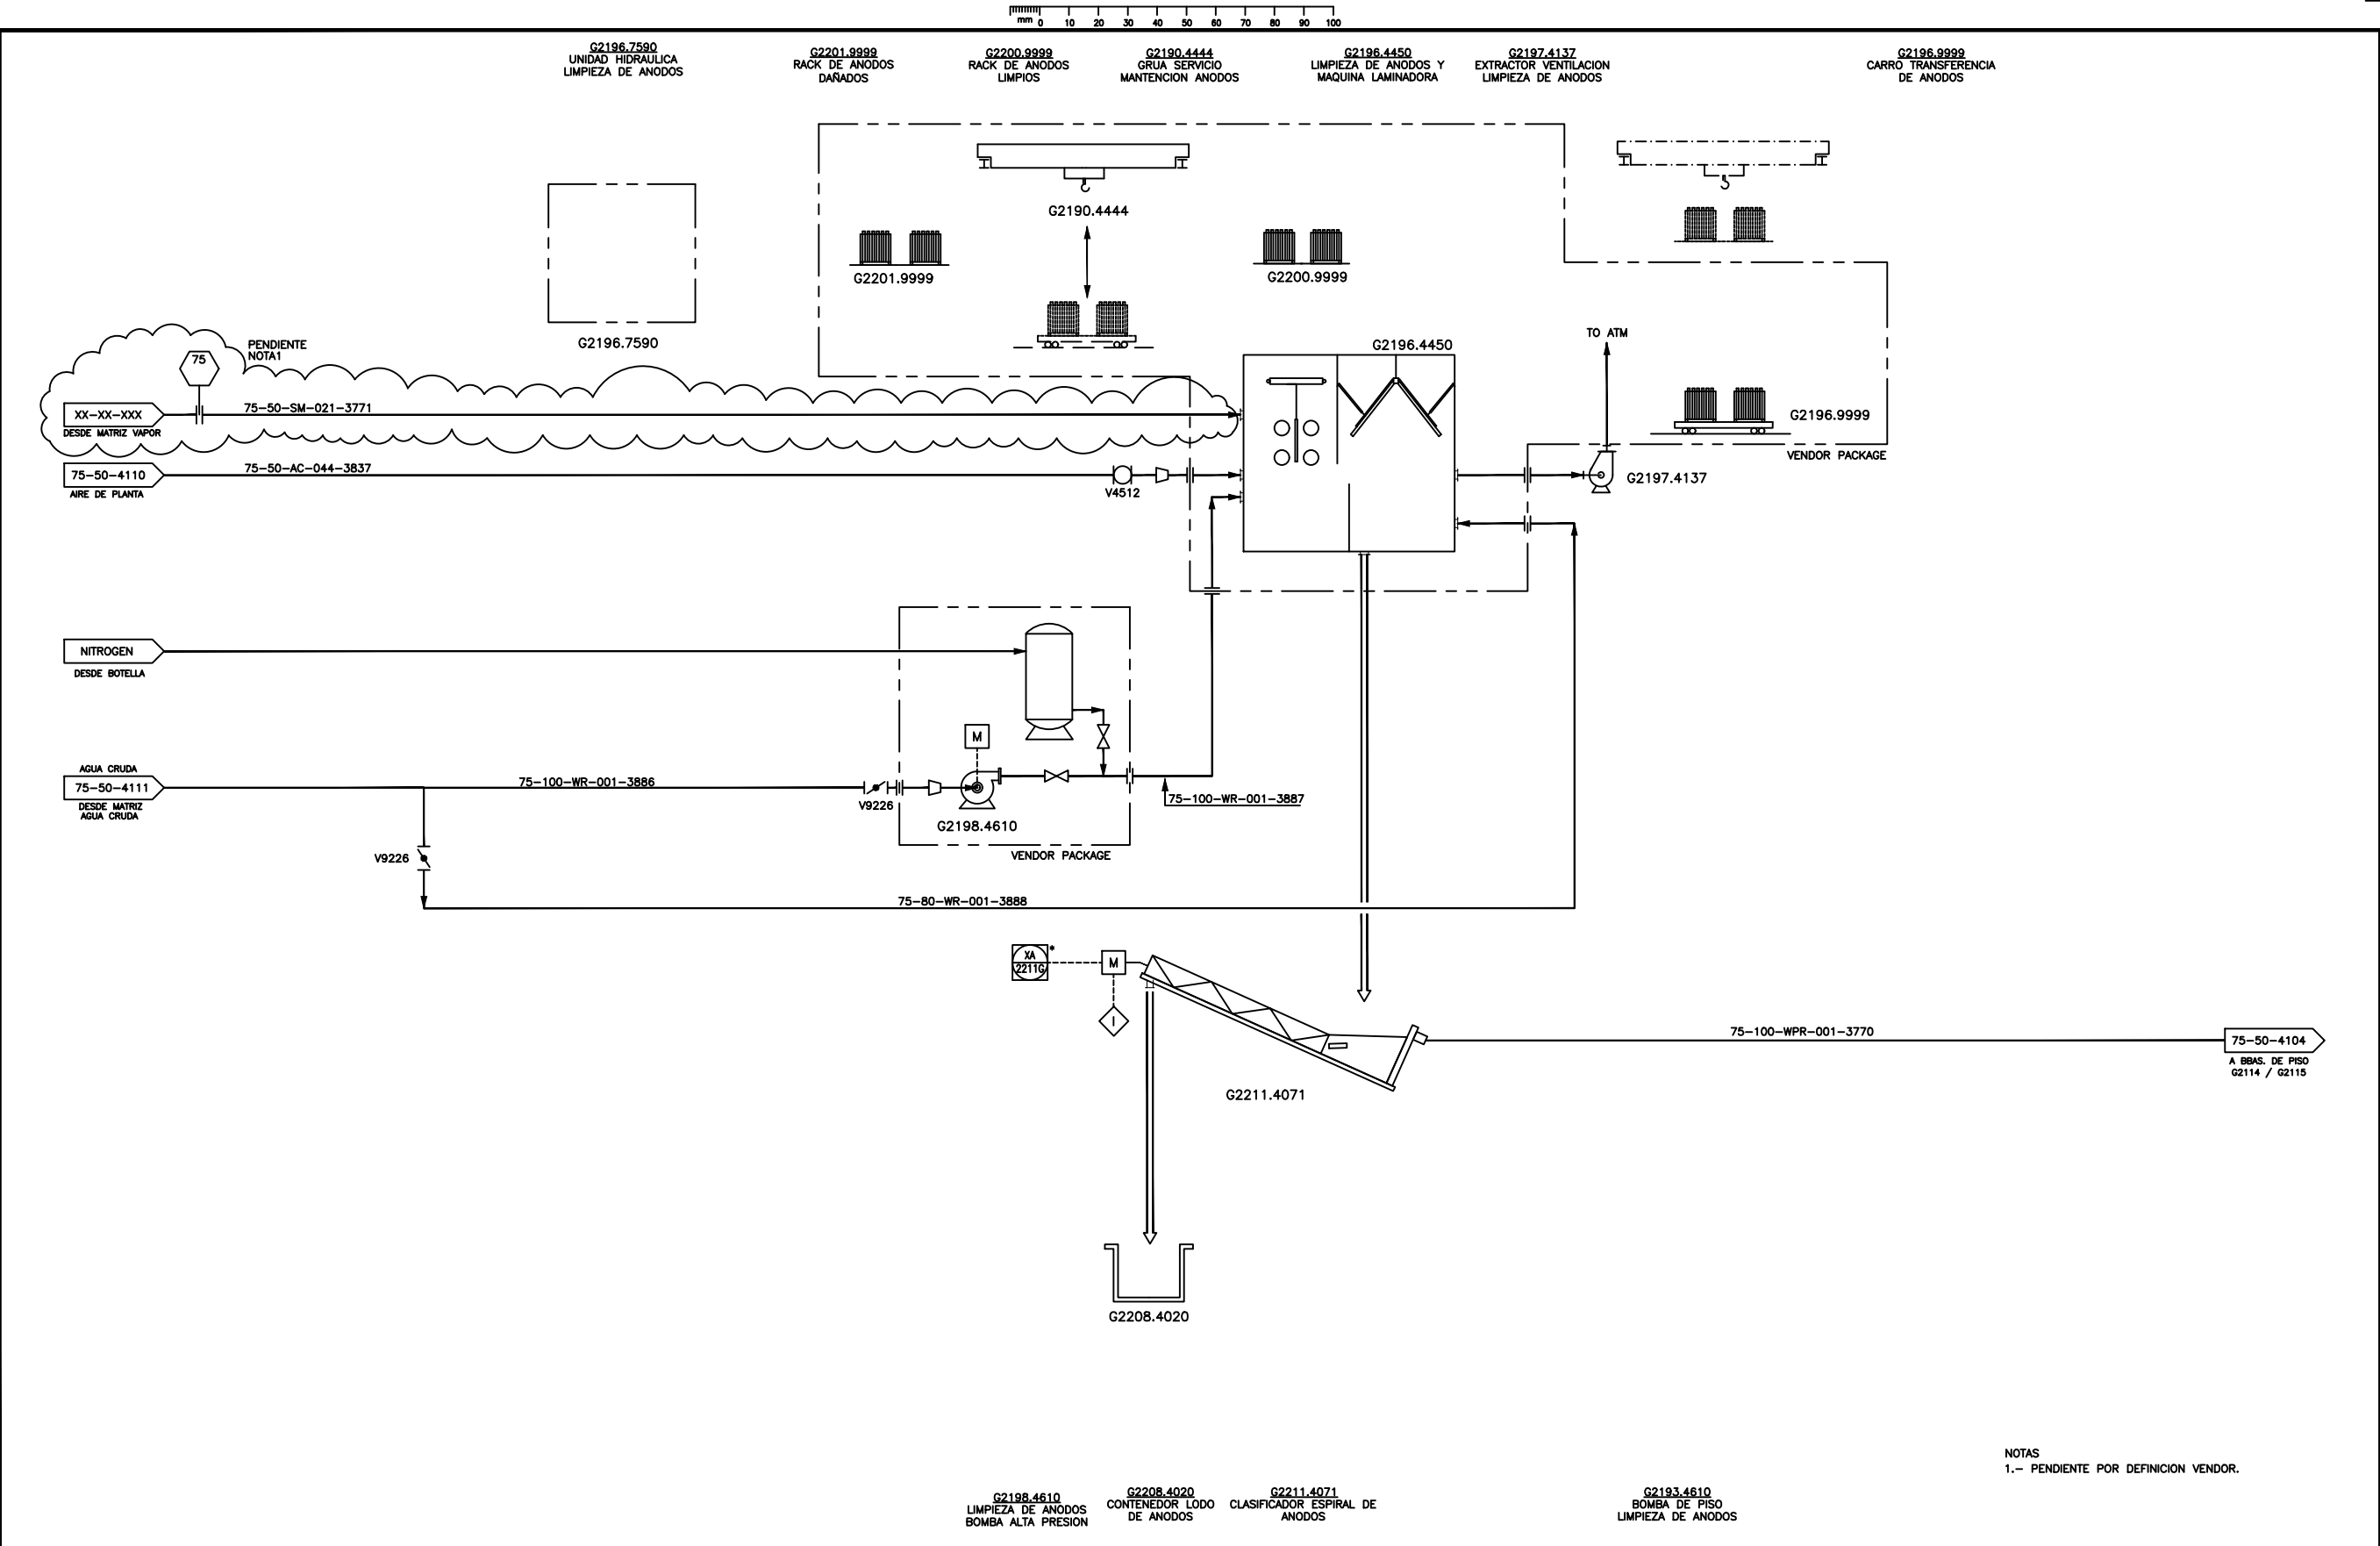 mm 0 10 20 30 40 50 60 70 80 90 100
G2196.7590
UNIDAD HIDRAULICA
LIMPIEZA DE ANODOS
G2201.9999
RACK DE ANODOS
DAÑADOS
G2200.9999
RACK DE ANODOS
LIMPIOS
G2190.4444
GRUA SERVICIO
MANTENCION ANODOS
G2196.4450
LIMPIEZA DE ANODOS Y
MAQUINA LAMINADORA
G2197.4137
EXTRACTOR VENTILACION
LIMPIEZA DE ANODOS
G2196.9999
CARRO TRANSFERENCIA
DE ANODOS
G2190.4444
G2201.9999
G2200.9999
G2196.7590
TO ATM
G2196.4450
PENDIENTE
NOTA1
75
XX-XX-XXX
DESDE MATRIZ VAPOR
75-50-SM-021-3771
G2196.9999
VENDOR PACKAGE
75-50-4110
AIRE DE PLANTA
75-50-AC-044-3837
V4512
G2197.4137
NITROGEN
DESDE BOTELLA
M
AGUA CRUDA
75-50-4111
DESDE MATRIZ
AGUA CRUDA
75-100-WR-001-3886
V9226
G2198.4610
75-100-WR-001-3887
VENDOR PACKAGE
V9226
75-80-WR-001-3888
XA
2211G
*
M
I
75-100-WPR-001-3770
75-50-4104
A BBAS. DE PISO
G2114 / G2115
G2211.4071
G2208.4020
NOTAS
1.- PENDIENTE POR DEFINICION VENDOR.
G2198.4610
LIMPIEZA DE ANODOS
BOMBA ALTA PRESION
G2208.4020
CONTENEDOR LODO
DE ANODOS
G2211.4071
CLASIFICADOR ESPIRAL DE
ANODOS
G2193.4610
BOMBA DE PISO
LIMPIEZA DE ANODOS